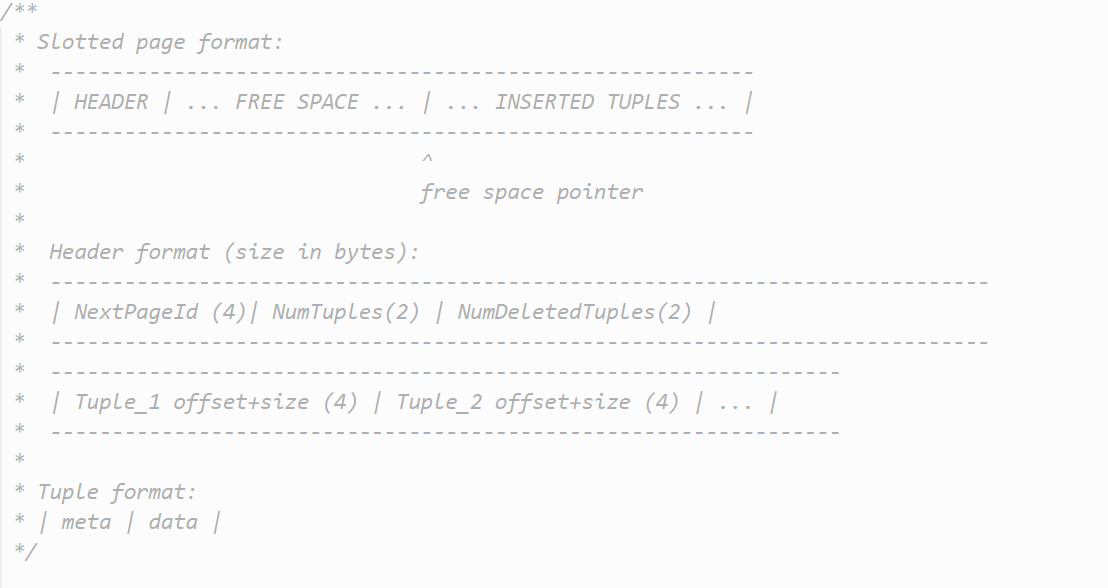 /**
 * Slotted page format:
 *  ---------------------------------------------------------
 *  | HEADER | ... FREE SPACE ... | ... INSERTED TUPLES ... |
 *  ---------------------------------------------------------
 *                                ^
 *                                free space pointer
 *
 *  Header format (size in bytes):
 *  ----------------------------------------------------------------------------
 *  | NextPageId (4)| NumTuples(2) | NumDeletedTuples(2) |
 *  ----------------------------------------------------------------------------
 *  ----------------------------------------------------------------
 *  | Tuple_1 offset+size (4) | Tuple_2 offset+size (4) | ... |
 *  ----------------------------------------------------------------
 *
 * Tuple format:
 * | meta | data |
 */